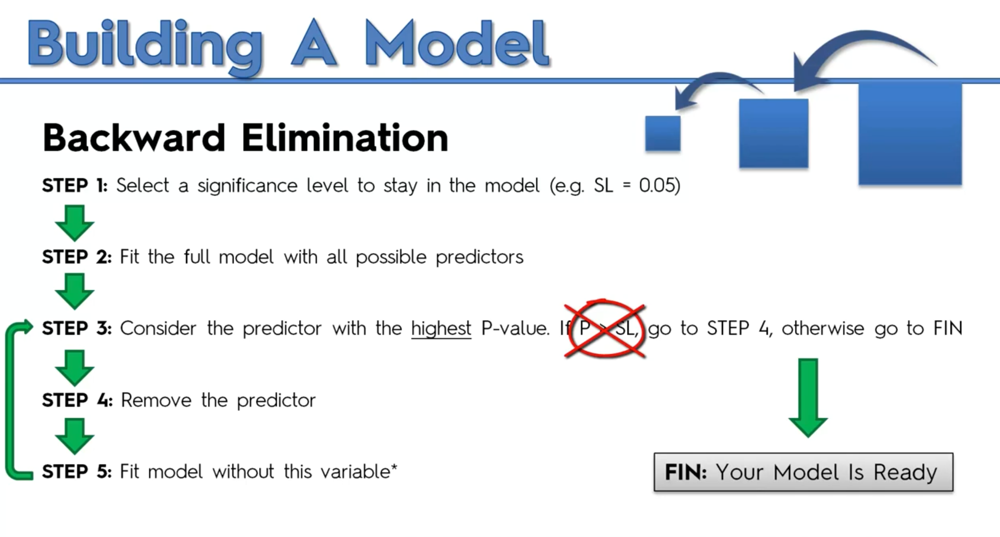 Building A Model
Backward Elimination
STEP 1: Select a significance level to stay in the model (e.g. SL = 0.05)
STEP 2: Fit the full model with all possible predictors
STEP 3: Consider the predictor with the highest P-value. If P > SL, go to STEP 4, otherwise go to FIN
STEP 4: Remove the predictor
STEP 5: Fit model without this variable*
FIN: Your Model Is Ready